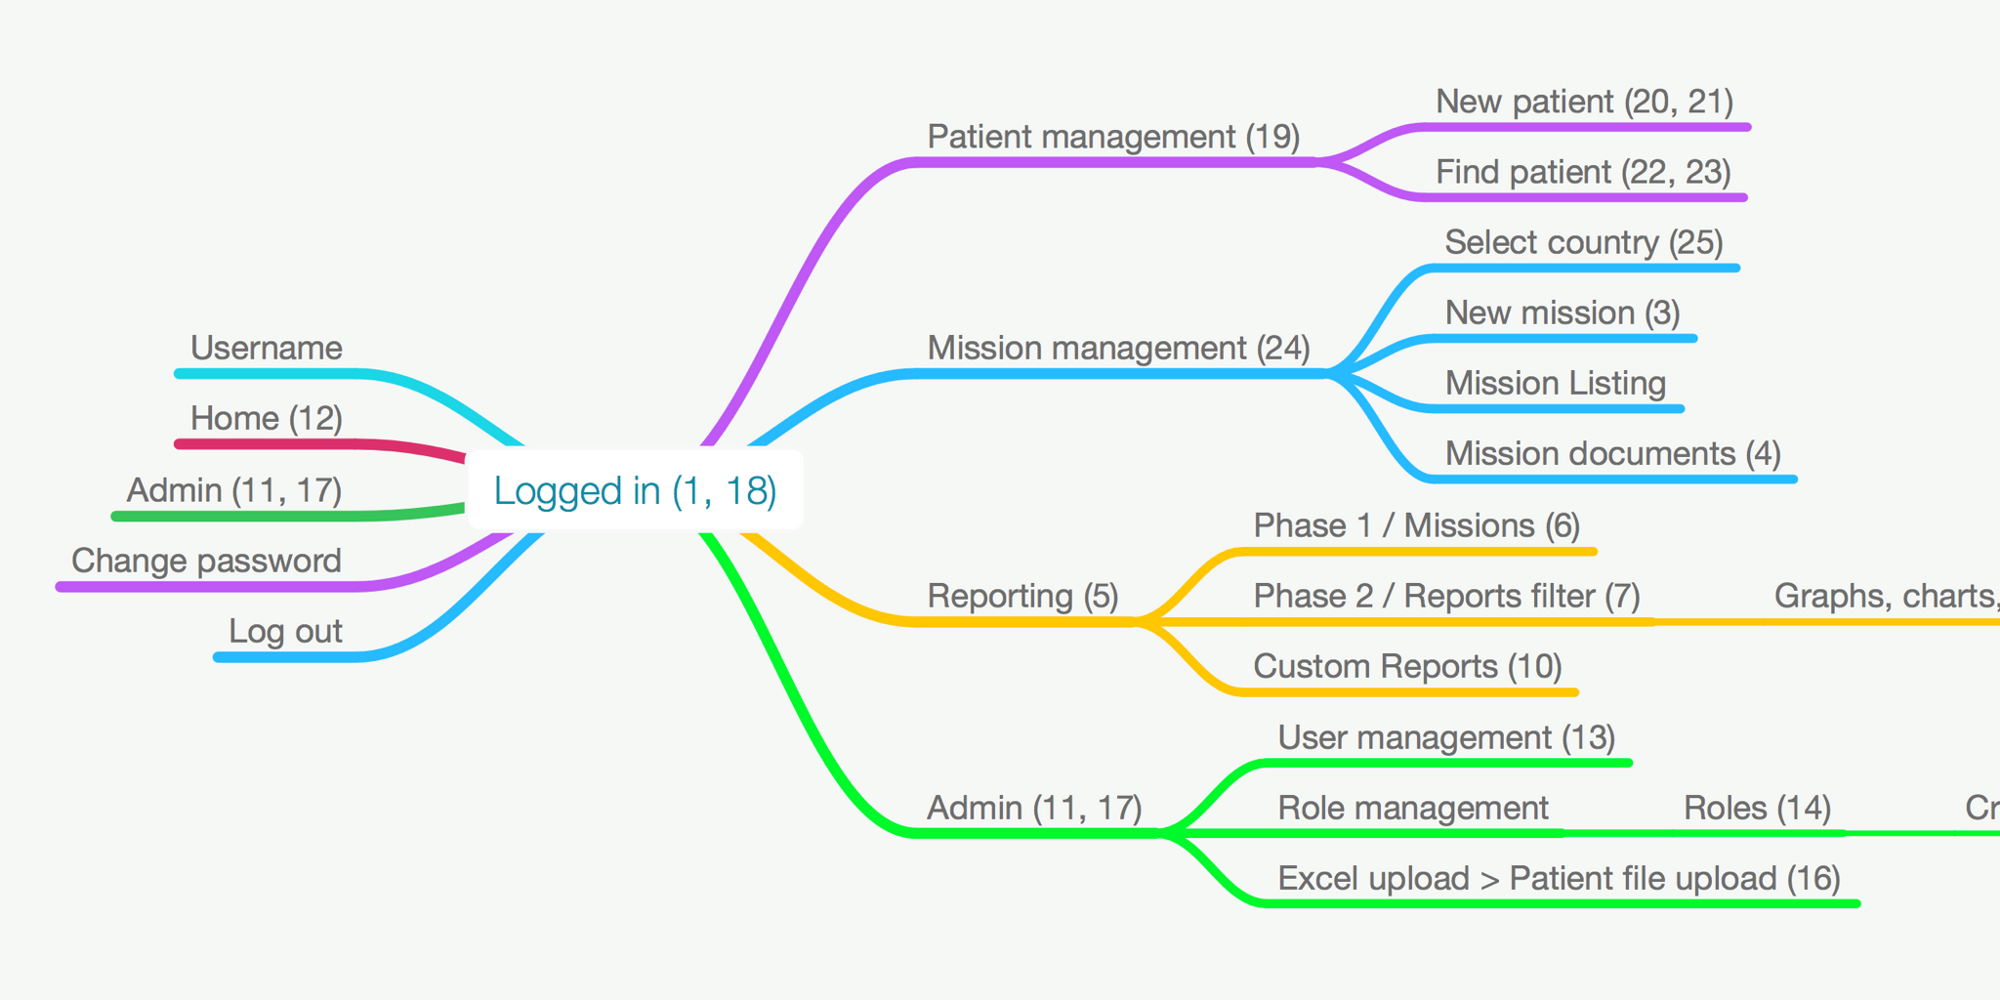 Username
Home (12)
Admin (11, 17)
Change password
Log out
Logged in (1, 18)
Patient management (19)
New patient (20, 21)
Find patient (22, 23)
Mission management (24)
Select country (25)
New mission (3)
Mission Listing
Mission documents (4)
Reporting (5)
Phase 1 / Missions (6)
Phase 2 / Reports filter (7)
Graphs, charts,
Custom Reports (10)
Admin (11, 17)
User management (13)
Role management
Roles (14)
Excel upload > Patient file upload (16)